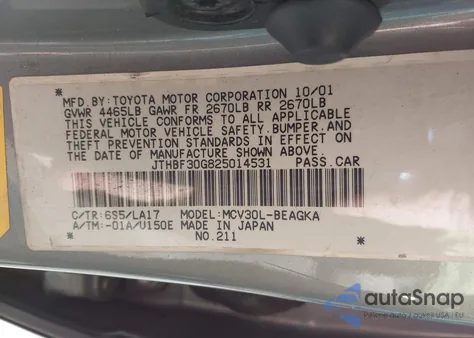 MFD.BY:TOYOTA MOTOR CORPORATION 10/01
GVWR 4465LB GAWR FR 2670LB RR 2670LB
THIS VEHICLE CONFORMS TO ALL APPLICABLE
FEDERAL MOTOR VEHICLE SAFETY,BUMPER,AND
THEFT PREVENTION STANDARDS IN EFFECT ON
THE DATE OF MANUFACTURE SHOWN ABOVE.
JTHBF30G825014531 PASS.CAR
C/TR:6S5/LA17 MODEL:MCV30L-BEAGKA
A/TM:-01A/U150E MADE IN JAPAN
NO.211
autoSnap